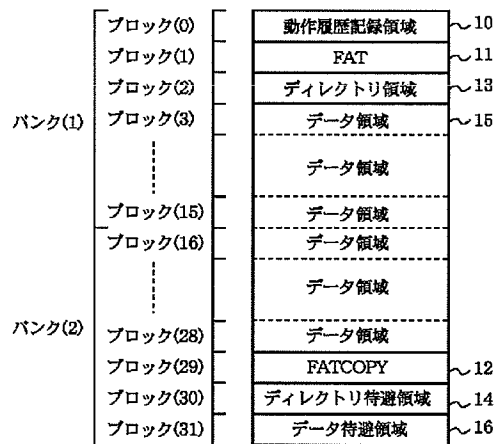 ブロック(0) 動作履歴記録領域 10
ブロック(1) FAT 11
ブロック(2) ディレクトリ領域 13
バンク(1) ブロック(3) データ領域 15
データ領域
ブロック(15) データ領域
ブロック(16) データ領域
データ領域
バンク(2) ブロック(28) データ領域
ブロック(29) FATCOPY 12
ブロック(30) ディレクトリ待避領域 14
ブロック(31) データ待避領域 16